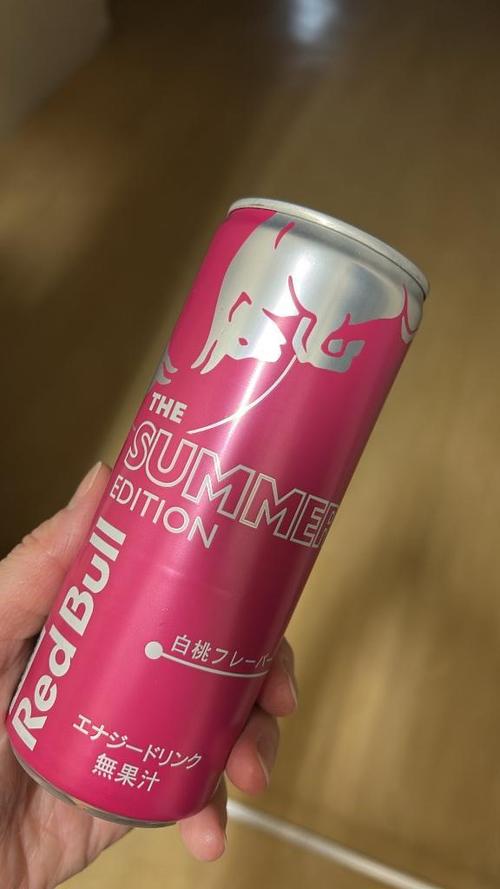 THE
SUMMER
EDITION
Red Bull
白桃フレーバー
エナジードリンク
無果汁